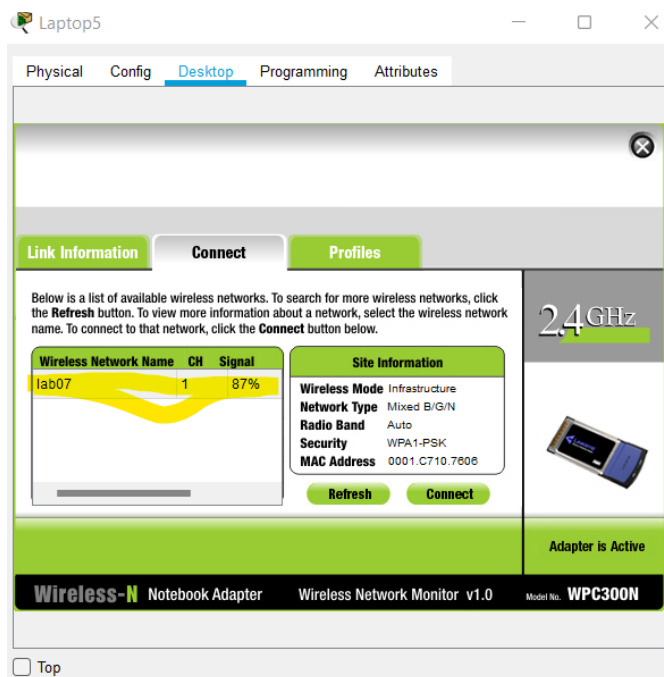 Laptop5
Physical Config Desktop Programming Attributes
Link Information Connect Profiles
Below is a list of available wireless networks. To search for more wireless networks, click
the Refresh button. To view more information about a network, select the wireless network
name. To connect to that network, click the Connect button below.
2.4GHz
Wireless Network Name CH Signal
lab07 1 87%
Site Information
Wireless Mode Infrastructure
Network Type Mixed B/G/N
Radio Band Auto
Security WPA1-PSK
MAC Address 0001.C710.7606
Refresh Connect
Adapter is Active
Wireless-N Notebook Adapter Wireless Network Monitor v1.0 Model No. WPC300N
Top